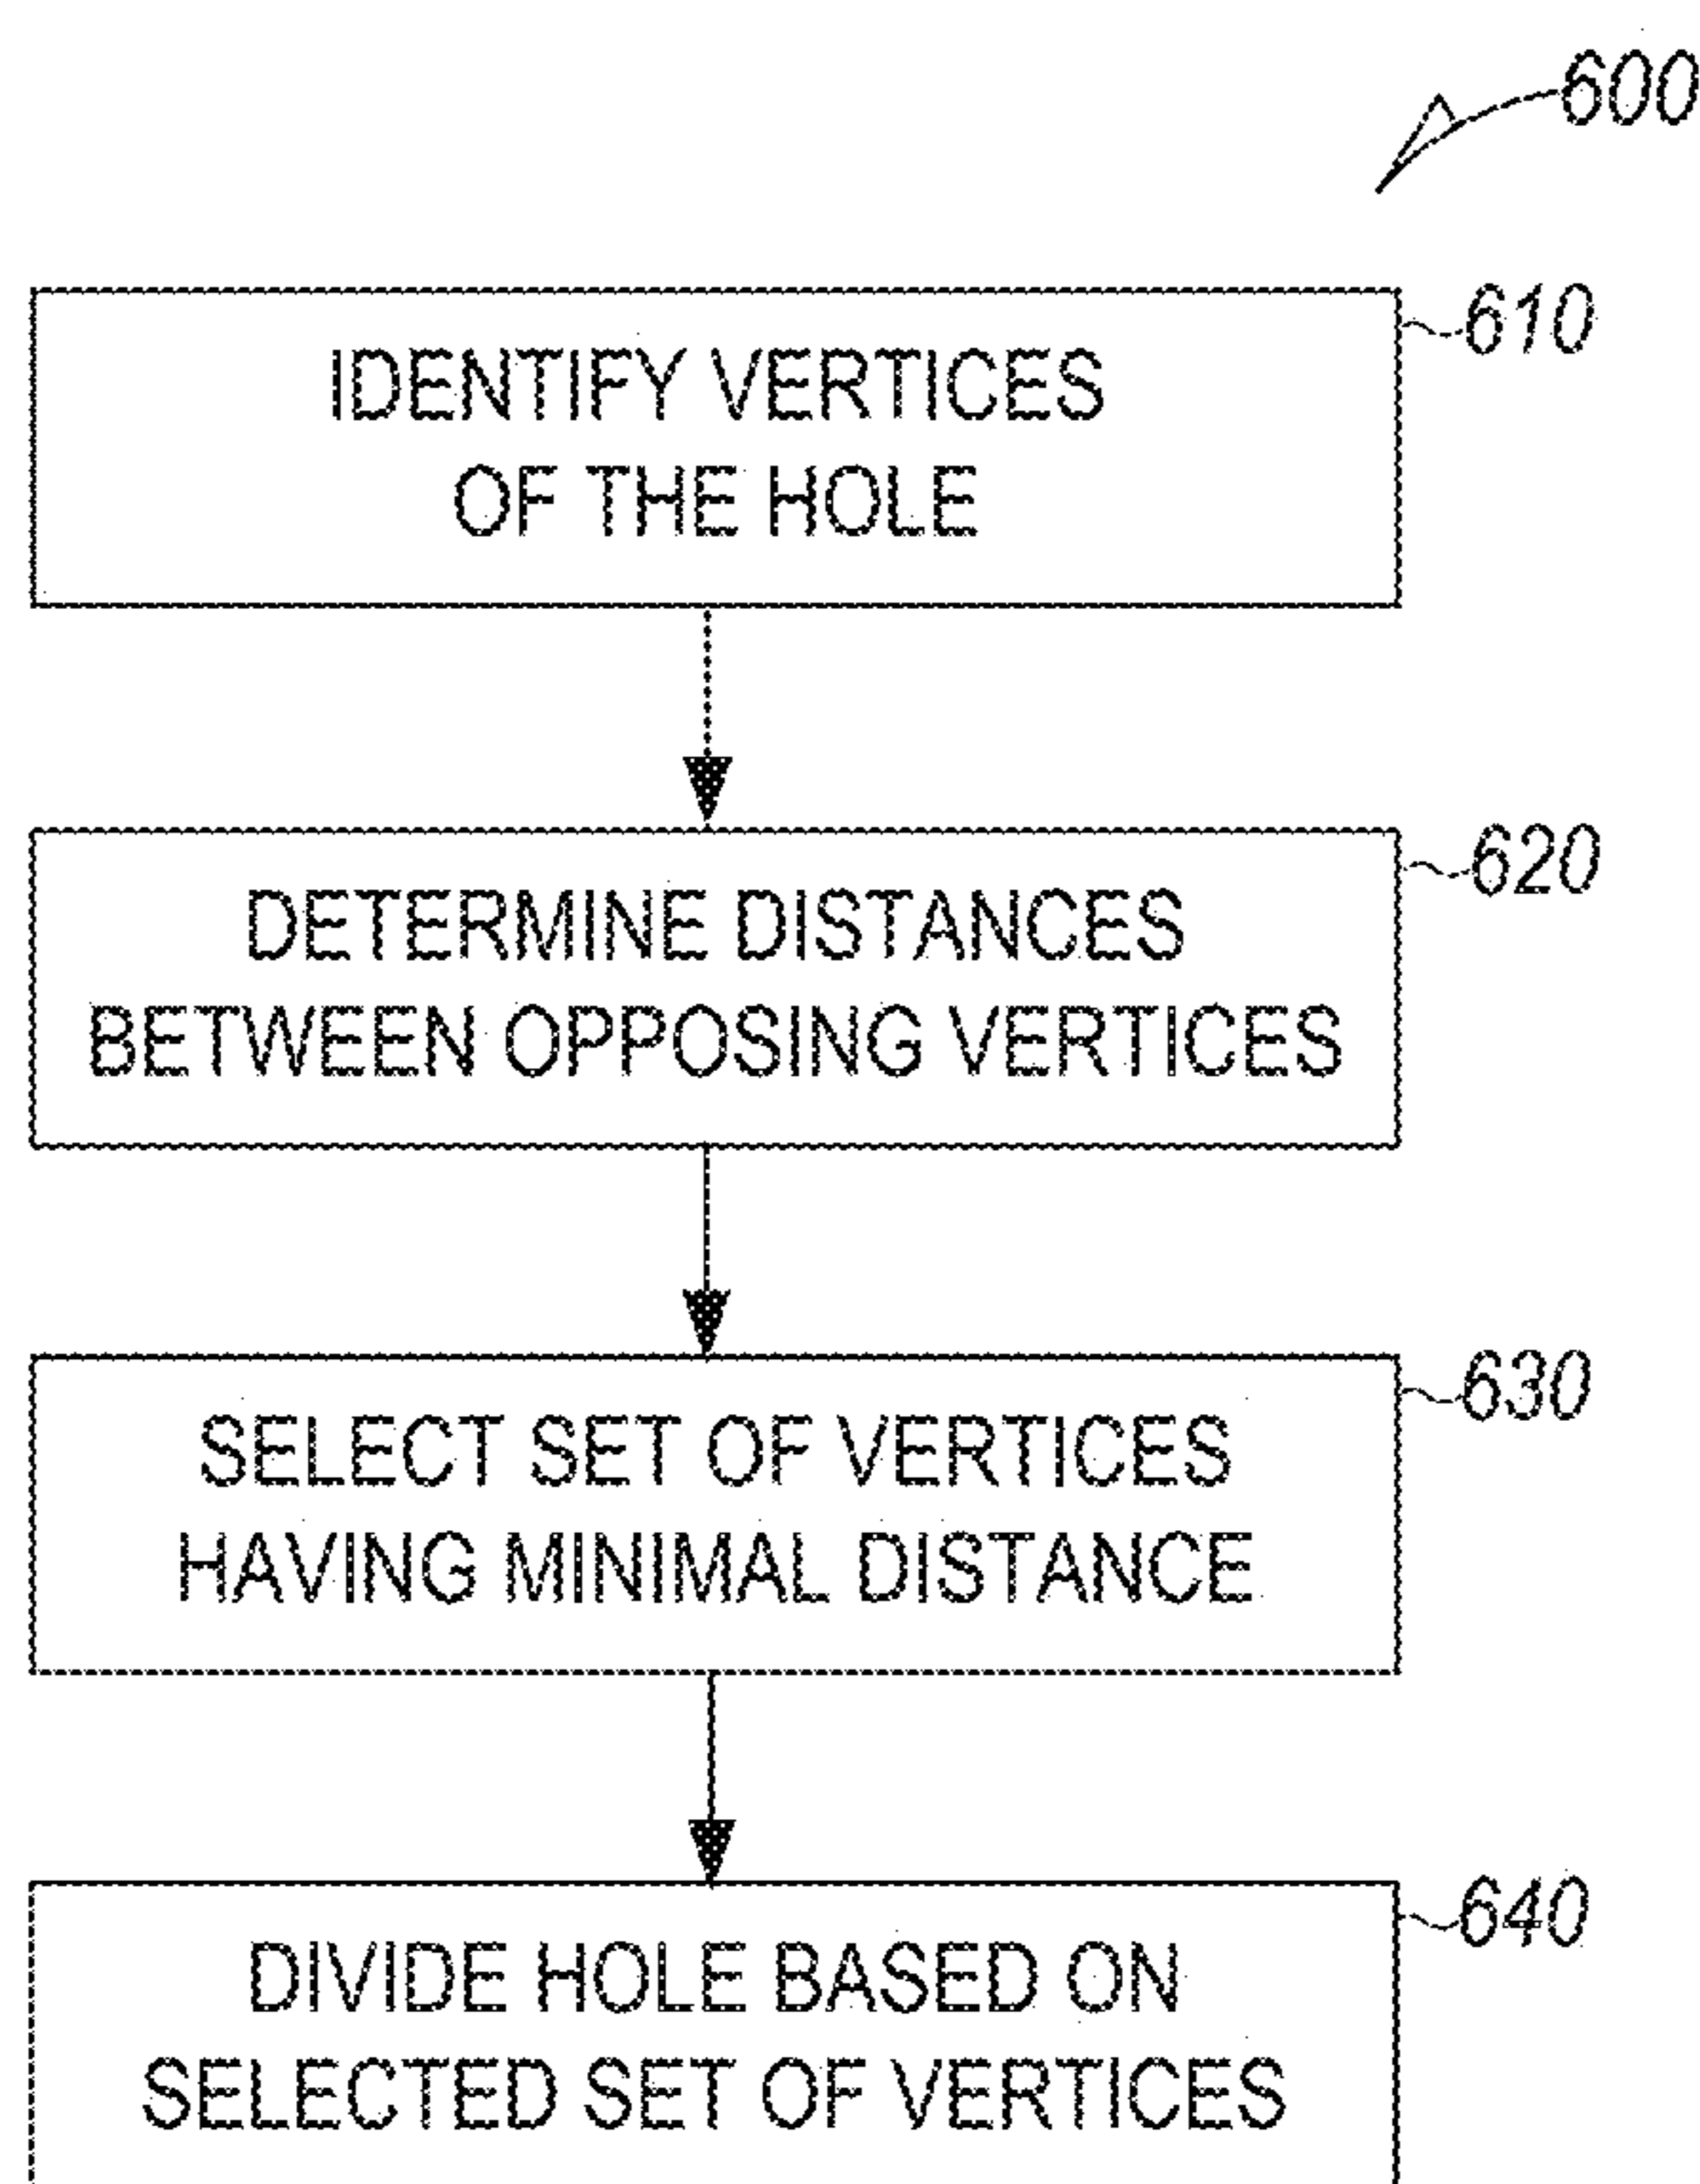 600
610
IDENTIFY VERTICES
OF THE HOLE
620
DETERMINE DISTANCES
BETWEEN OPPOSING VERTICES
630
SELECT SET OF VERTICES
HAVING MINIMAL DISTANCE
640
DIVIDE HOLE BASED ON
SELECTED SET OF VERTICES